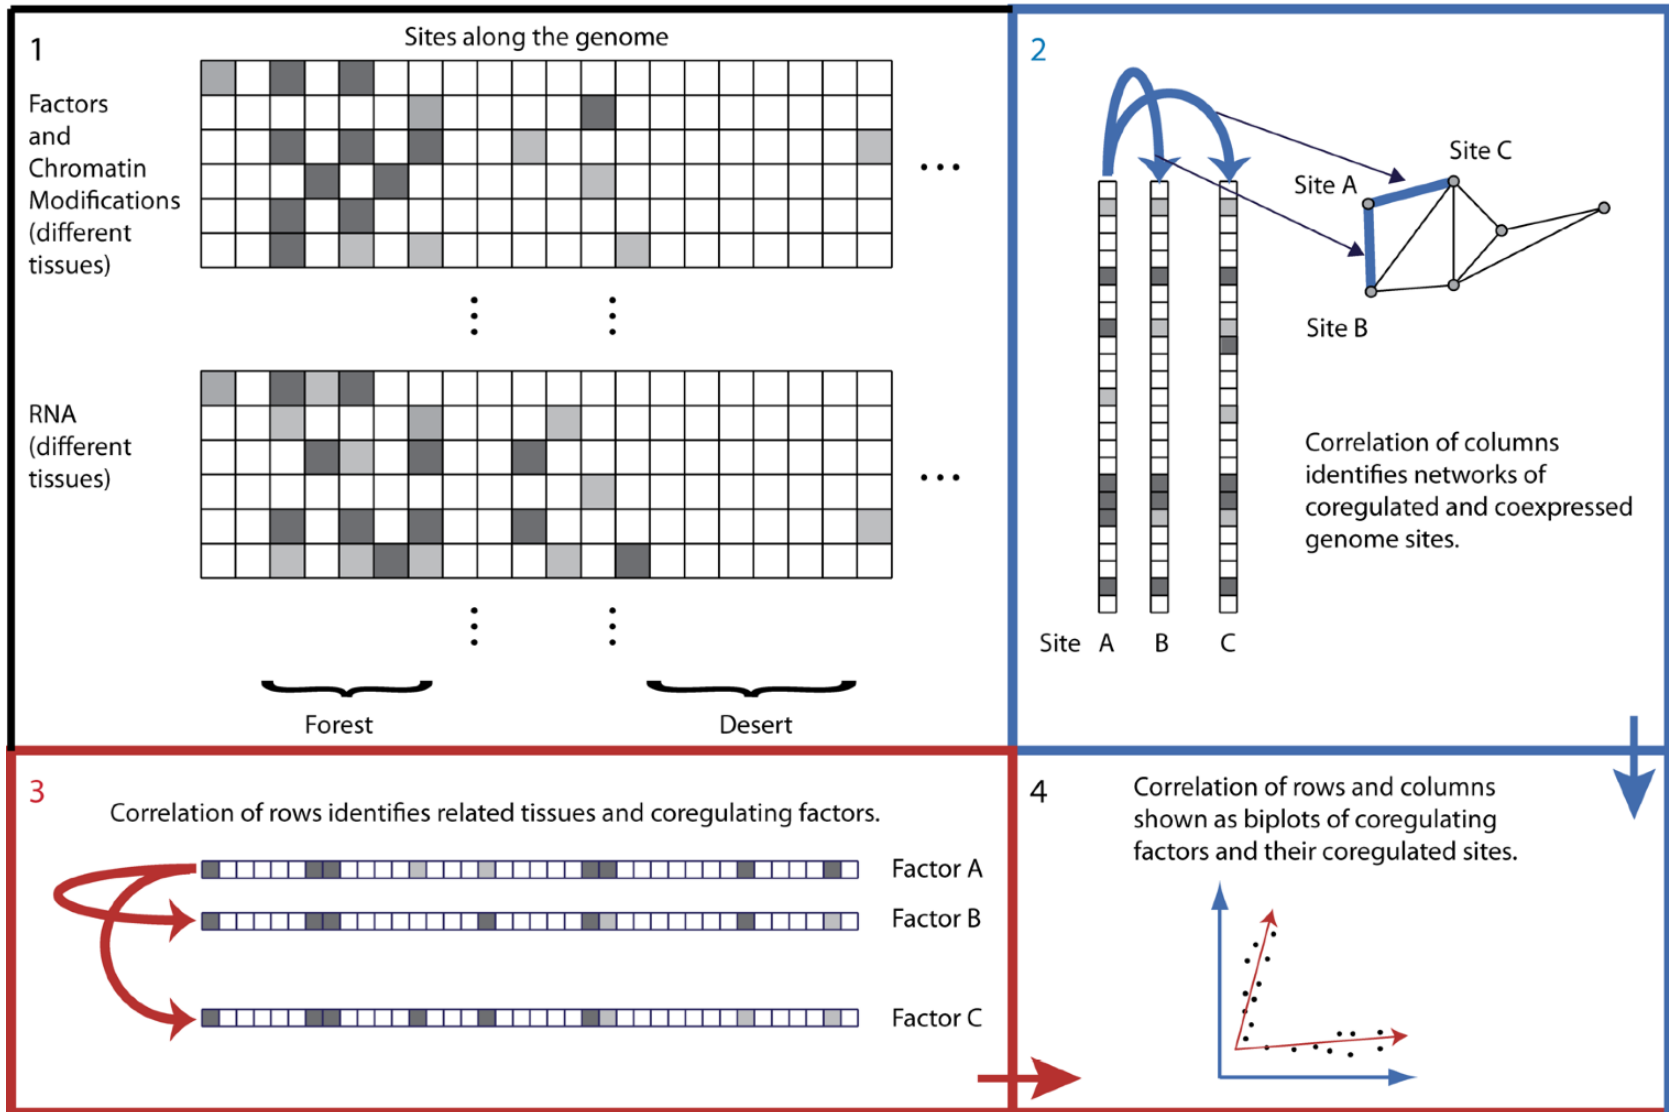 1
Sites along the genome
Factors
and
Chromatin
Modifications
(different
tissues)
...
RNA
(different
tissues)
...
Forest
Desert
2
Site C
Site A
Site B
Correlation of columns
identifies networks of
coregulated and coexpressed
genome sites.
Site A B C
3
Correlation of rows identifies related tissues and coregulating factors.
Factor A
Factor B
Factor C
4
Correlation of rows and columns
shown as biplots of coregulating
factors and their coregulated sites.